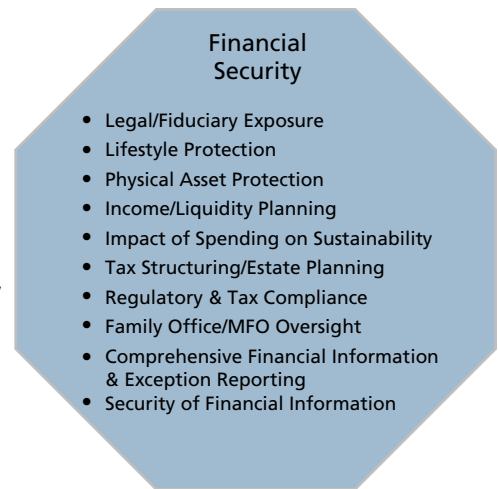 Financial
Security
• Legal/Fiduciary Exposure
• Lifestyle Protection
• Physical Asset Protection
• Income/Liquidity Planning
• Impact of Spending on Sustainability
• Tax Structuring/Estate Planning
• Regulatory & Tax Compliance
• Family Office/MFO Oversight
• Comprehensive Financial Information
& Exception Reporting
• Security of Financial Information